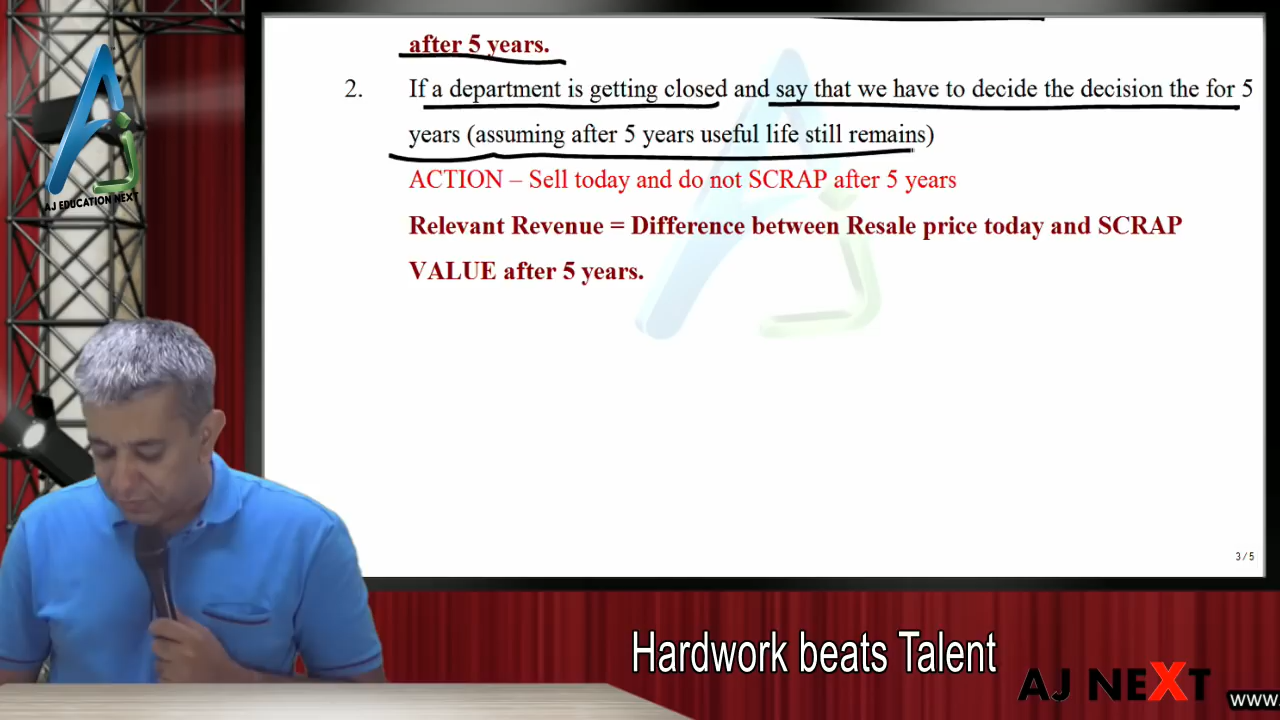 after 5 years.
2. If a department is getting closed and say that we have to decide the decision the for 5
years (assuming after 5 years useful life still remains)
ACTION – Sell today and do not SCRAP after 5 years
Relevant Revenue = Difference between Resale price today and SCRAP
VALUE after 5 years.
AJ EDUCATION NEXT
3/5
Hardwork beats Talent
AJ NEXT
www.